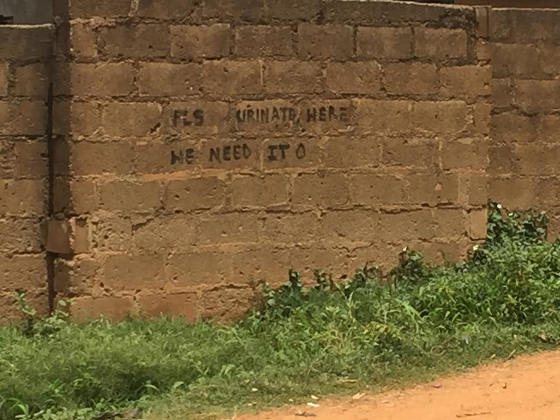 PLS URINATE HERE
WE NEED IT O